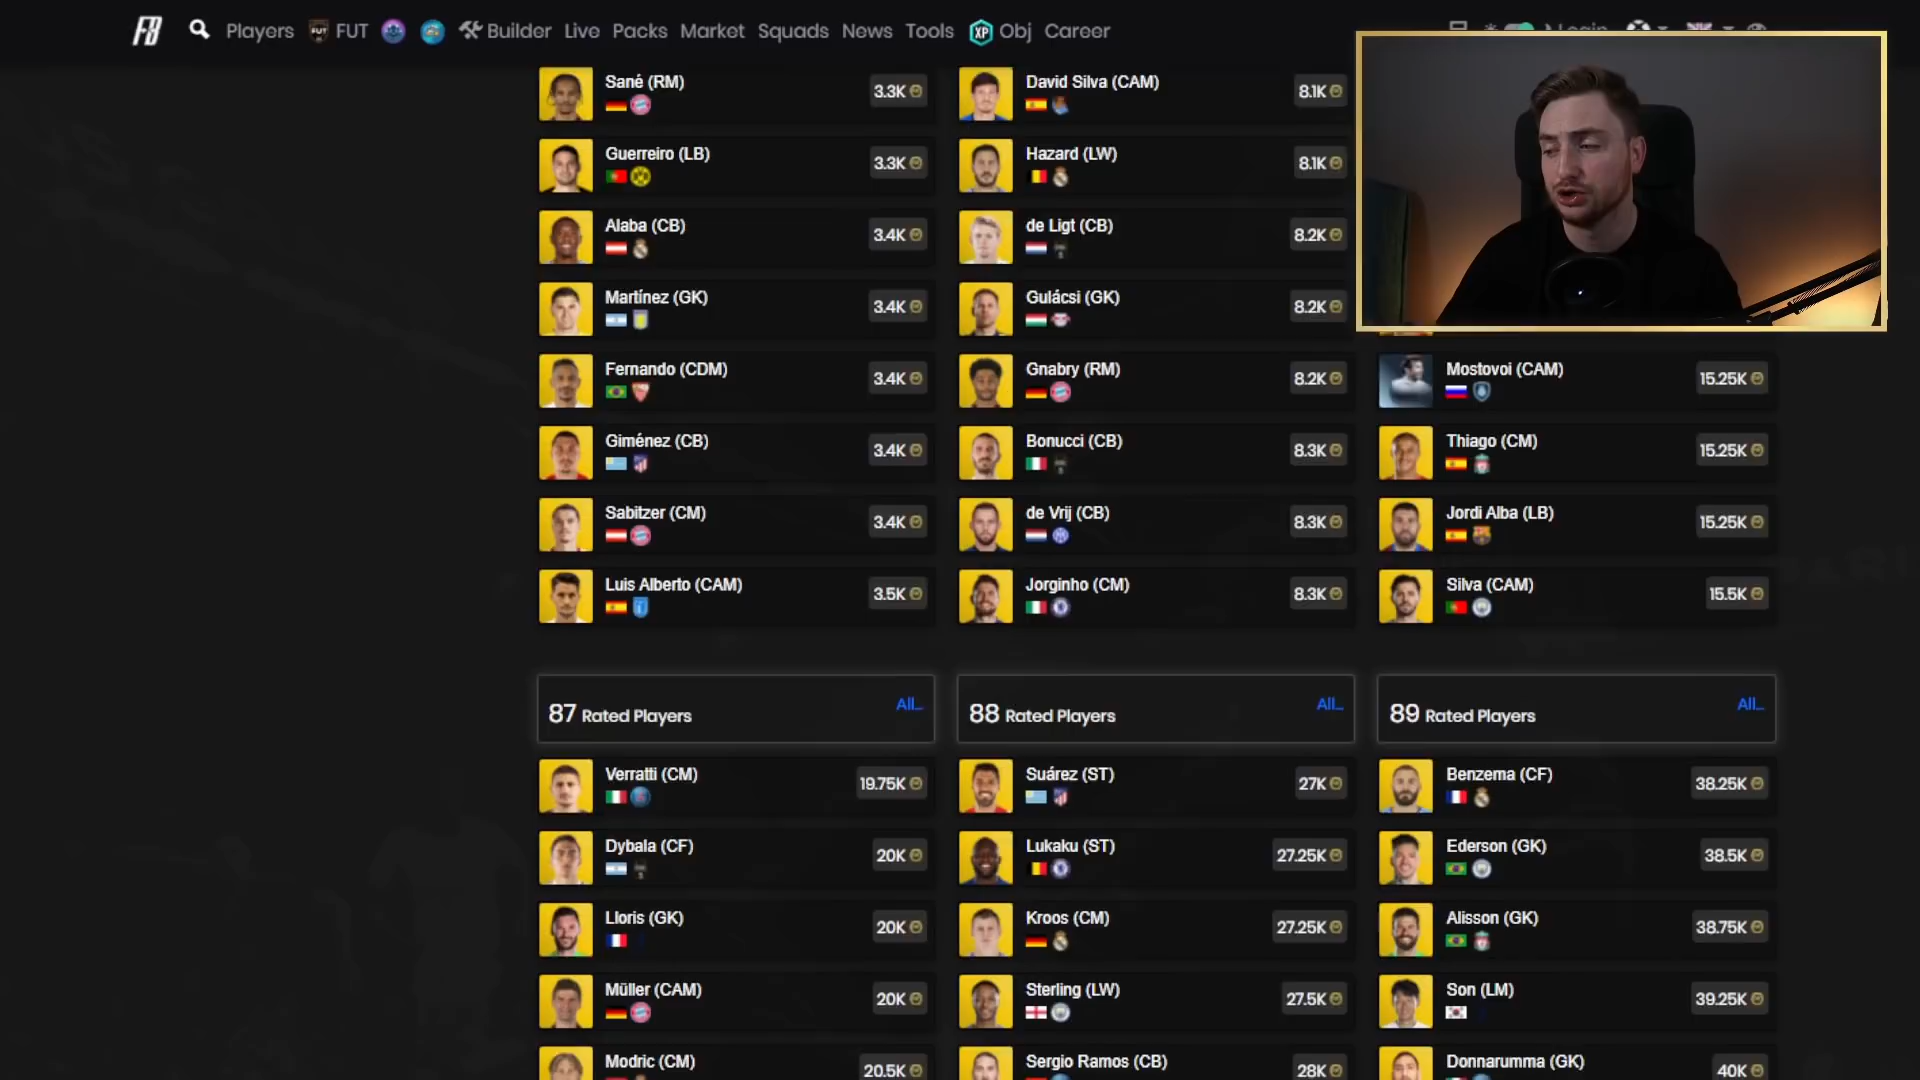 Players FUT Builder Live Packs Market Squads News Tools XP Obj Career
Sané (RM) 3.3K
Guerreiro (LB) 3.3K
Alaba (CB) 3.4K
Martínez (GK) 3.4K
Fernando (CDM) 3.4K
Giménez (CB) 3.4K
Sabitzer (CM) 3.4K
Luis Alberto (CAM) 3.5K
David Silva (CAM) 8.1K
Hazard (LW) 8.1K
de Ligt (CB) 8.2K
Gulácsi (GK) 8.2K
Gnabry (RM) 8.2K
Bonucci (CB) 8.3K
de Vrij (CB) 8.3K
Jorginho (CM) 8.3K
Mostovoi (CAM) 15.25K
Thiago (CM) 15.25K
Jordi Alba (LB) 15.25K
Silva (CAM) 15.5K
87 Rated Players All...
Verratti (CM) 19.75K
Dybala (CF) 20K
Lloris (GK) 20K
Müller (CAM) 20K
Modric (CM) 20.5K
88 Rated Players All...
Suárez (ST) 27K
Lukaku (ST) 27.25K
Kroos (CM) 27.25K
Sterling (LW) 27.5K
Sergio Ramos (CB) 28K
89 Rated Players All...
Benzema (CF) 38.25K
Ederson (GK) 38.5K
Alisson (GK) 38.75K
Son (LM) 39.25K
Donnarumma (GK) 40K